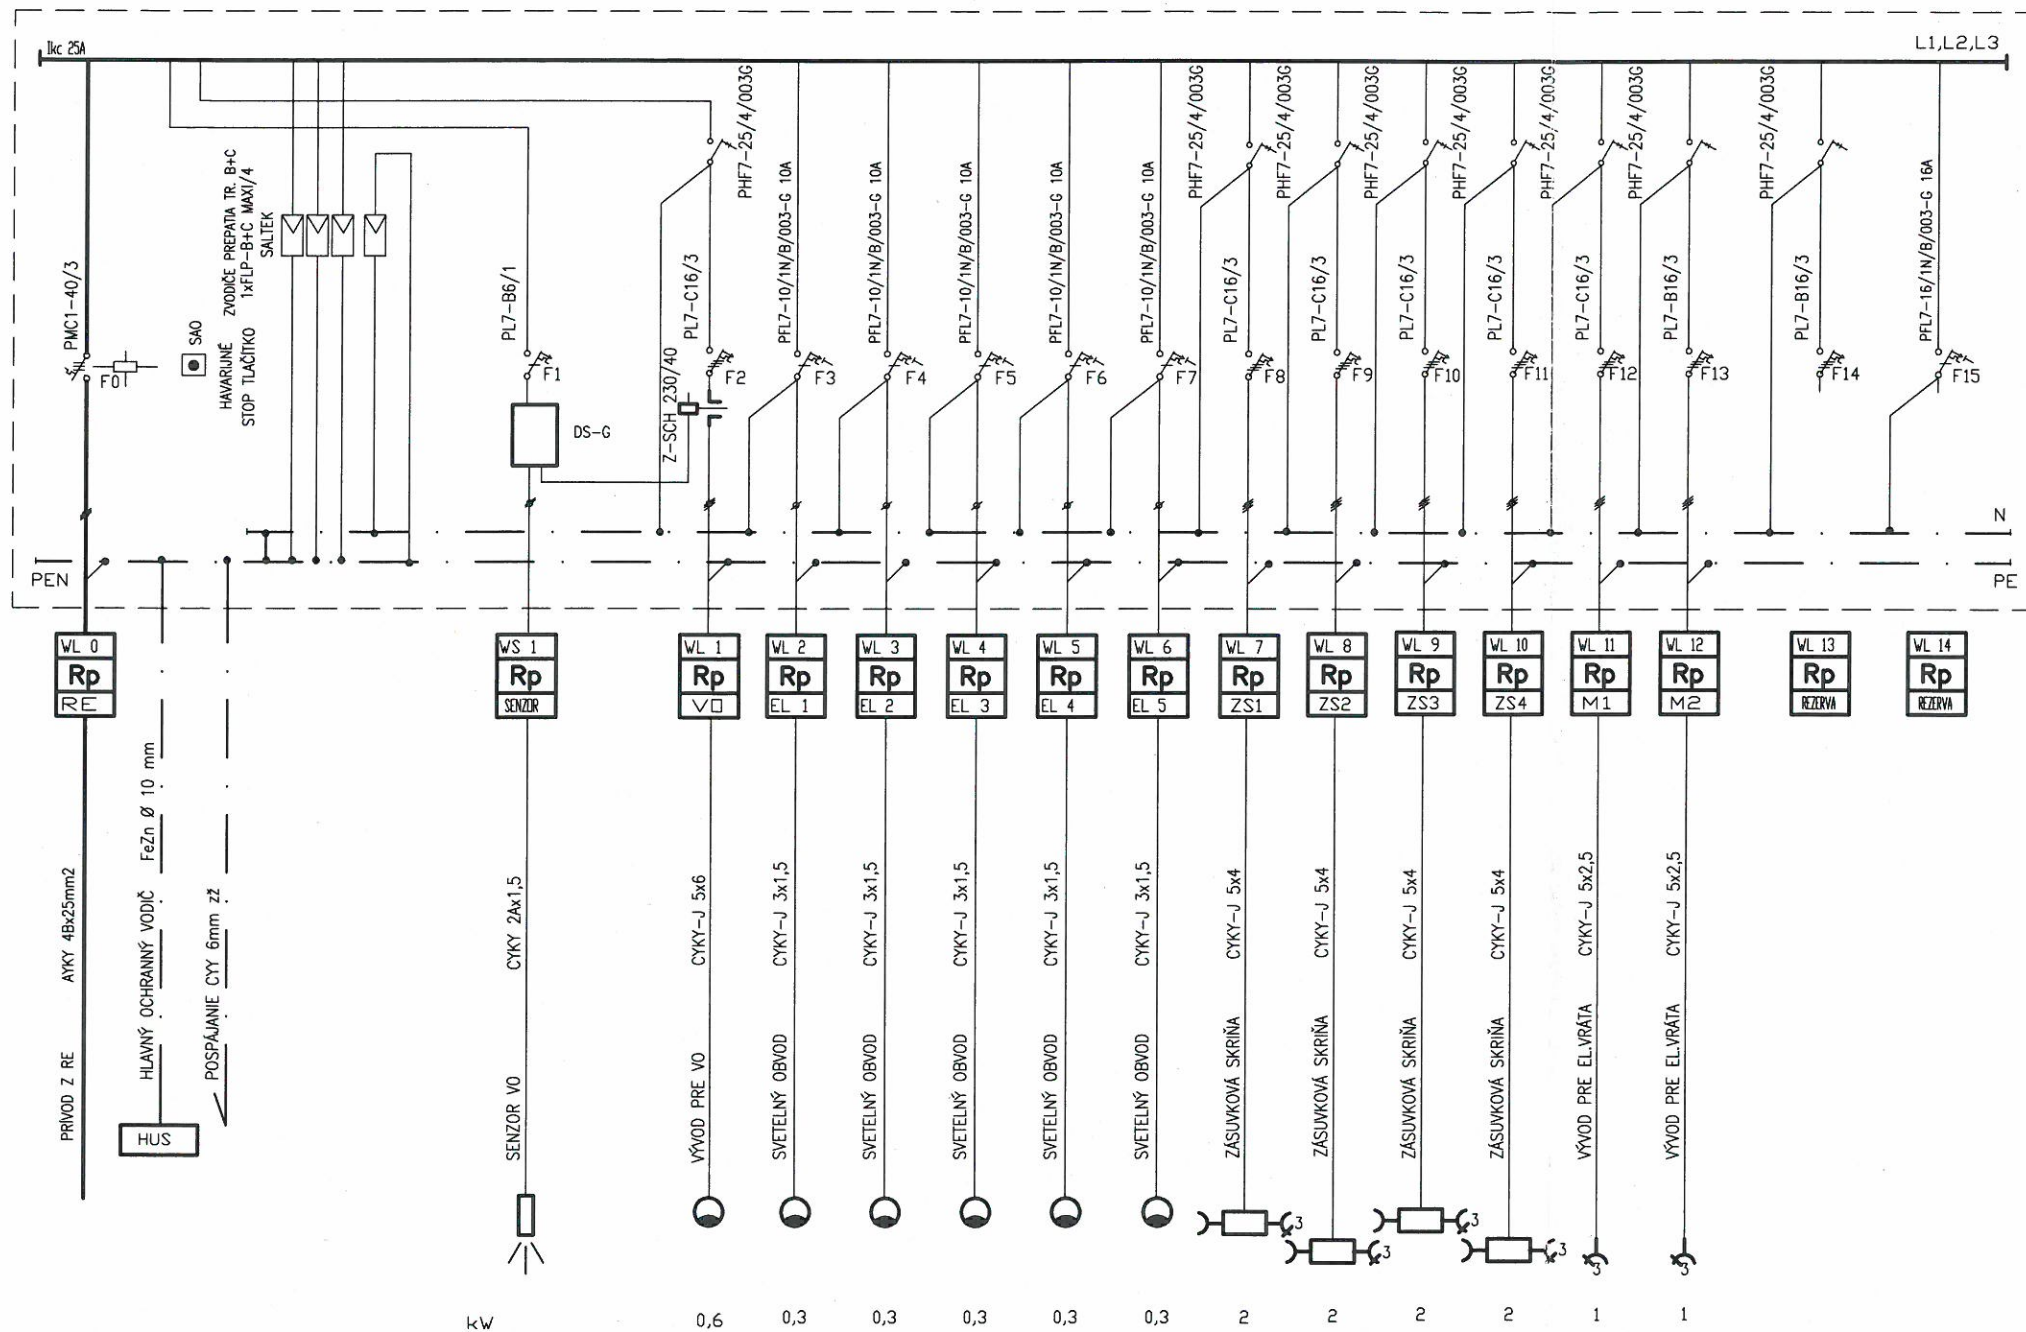 Ikc 25A
L1,L2,L3
PMC1-40/3
F01
SA0
HAVARIJNÉ
STOP TLAČÍTKO
ZVODIČE PREPATIA TR. B+C
1xFLP-B+C MAXI/4
SALTEK
PL7-B6/1
F1
DS-G
PHF7-25/4/003G
PL7-C16/3
F2
Z-SCH 230/40
PFL7-10/1N/B/003-G 10A
F3
PFL7-10/1N/B/003-G 10A
F4
PFL7-10/1N/B/003-G 10A
F5
PFL7-10/1N/B/003-G 10A
F6
PFL7-10/1N/B/003-G 10A
F7
PHF7-25/4/003G
PL7-C16/3
F8
PHF7-25/4/003G
PL7-C16/3
F9
PHF7-25/4/003G
PL7-C16/3
F10
PHF7-25/4/003G
PL7-C16/3
F11
PHF7-25/4/003G
PL7-C16/3
F12
PHF7-25/4/003G
PL7-B16/3
F13
PHF7-25/4/003G
PL7-B16/3
F14
PFL7-16/1N/B/003-G 16A
F15
N
PEN
PE
WL 0
Rp
RE
WS 1
Rp
SENZOR
WL 1
Rp
VO
WL 2
Rp
EL 1
WL 3
Rp
EL 2
WL 4
Rp
EL 3
WL 5
Rp
EL 4
WL 6
Rp
EL 5
WL 7
Rp
ZS1
WL 8
Rp
ZS2
WL 9
Rp
ZS3
WL 10
Rp
ZS4
WL 11
Rp
M1
WL 12
Rp
M2
WL 13
Rp
REZERVA
WL 14
Rp
REZERVA
PRÍVOD Z RE AYKY 4Bx25mm2
HLAVNÝ OCHRANNÝ VODIČ FeZn Ø 10 mm
POSPÁJANIE CYY 6mm zž
HUS
SENZOR VO CYKY 2Ax1,5
VÝVOD PRE VO CYKY-J 5x6
SVETELNÝ OBVOD CYKY-J 3x1,5
SVETELNÝ OBVOD CYKY-J 3x1,5
SVETELNÝ OBVOD CYKY-J 3x1,5
SVETELNÝ OBVOD CYKY-J 3x1,5
SVETELNÝ OBVOD CYKY-J 3x1,5
ZÁSUVKOVÁ SKRIŇA CYKY-J 5x4
ZÁSUVKOVÁ SKRIŇA CYKY-J 5x4
ZÁSUVKOVÁ SKRIŇA CYKY-J 5x4
ZÁSUVKOVÁ SKRIŇA CYKY-J 5x4
VÝVOD PRE EL.VRÁTA CYKY-J 5x2,5
VÝVOD PRE EL.VRÁTA CYKY-J 5x2,5
3
3
3
3
3
3
kW 0,6 0,3 0,3 0,3 0,3 0,3 2 2 2 2 1 1